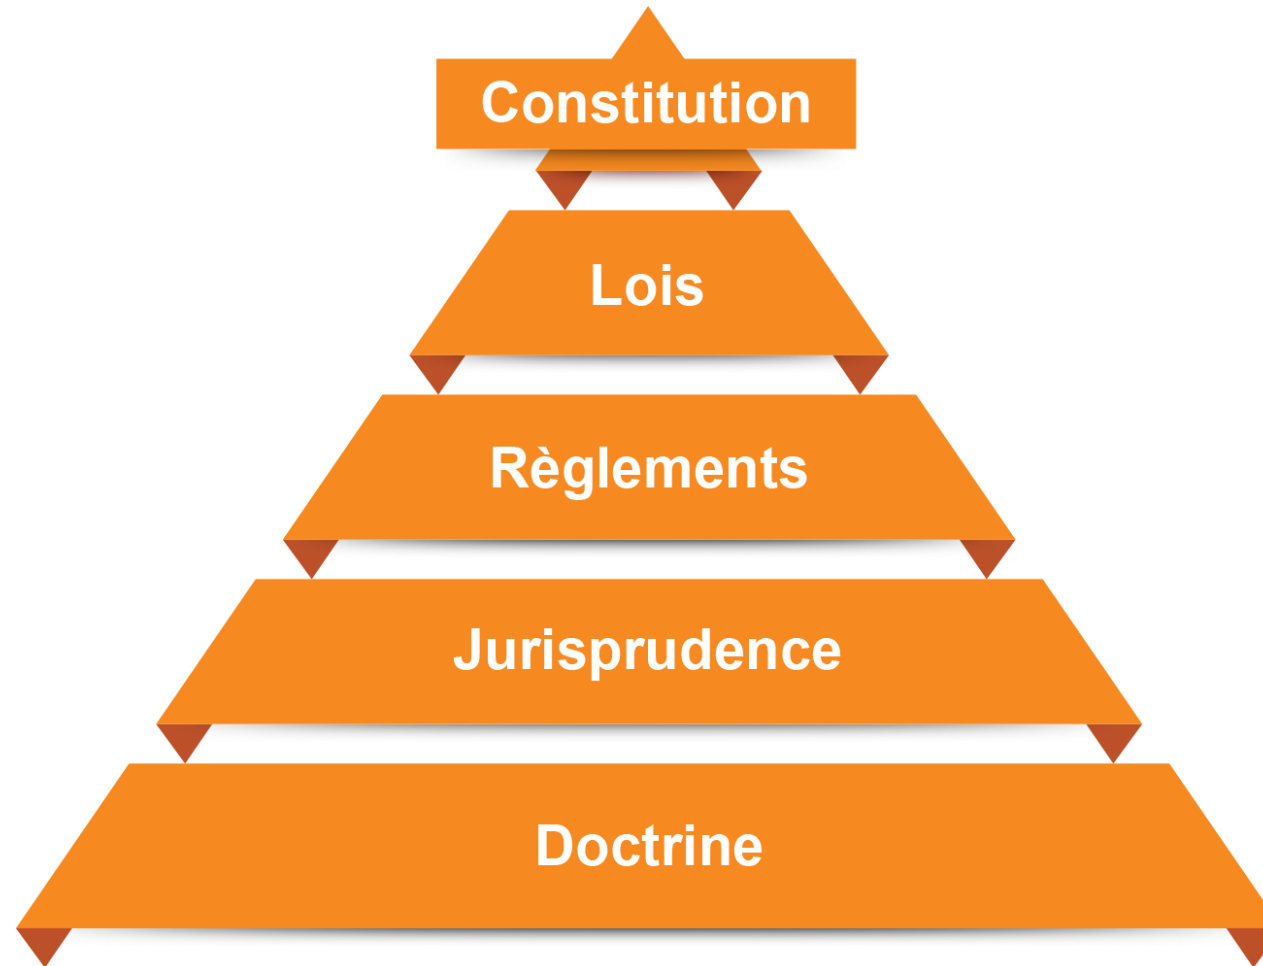 Constitution
Lois
Règlements
Jurisprudence
Doctrine